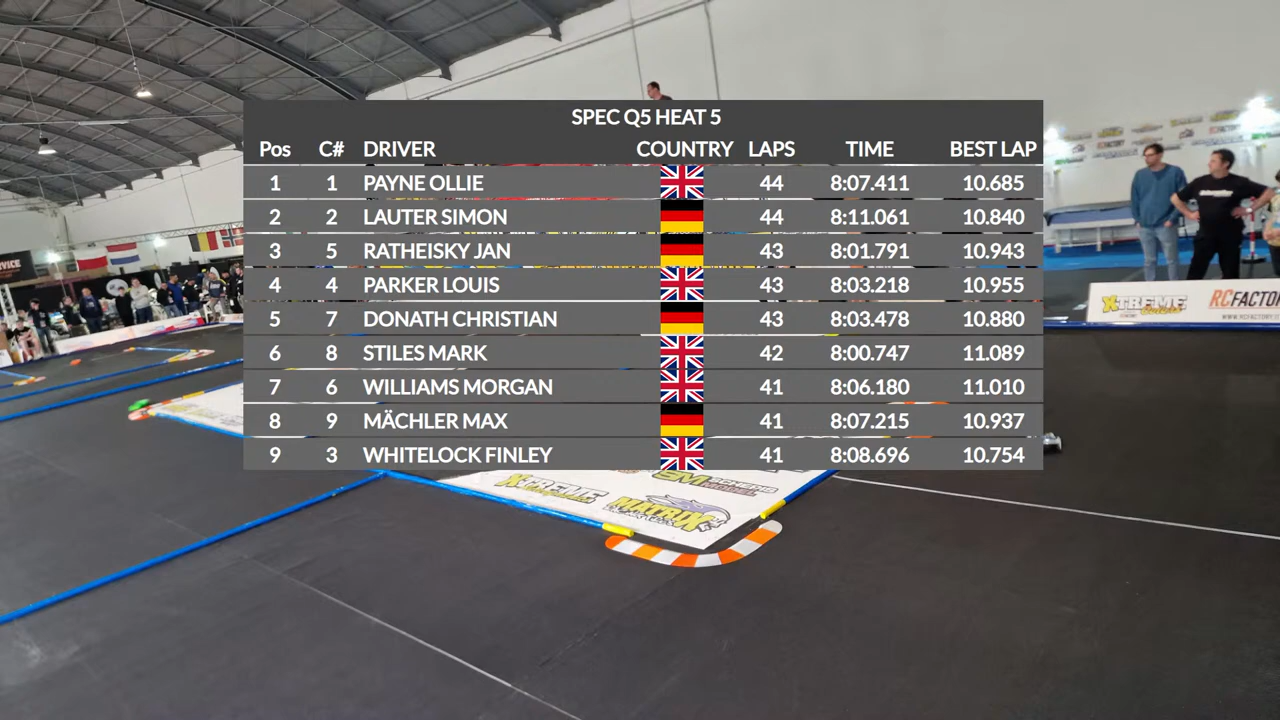 SPEC Q5 HEAT 5
Pos C# DRIVER COUNTRY LAPS TIME BEST LAP
1 1 PAYNE OLLIE 44 8:07.411 10.685
2 2 LAUTER SIMON 44 8:11.061 10.840
3 5 RATHEISKY JAN 43 8:01.791 10.943
4 4 PARKER LOUIS 43 8:03.218 10.955
5 7 DONATH CHRISTIAN 43 8:03.478 10.880
6 8 STILES MARK 42 8:00.747 11.089
7 6 WILLIAMS MORGAN 41 8:06.180 11.010
8 9 MÄCHLER MAX 41 8:07.215 10.937
9 3 WHITELOCK FINLEY 41 8:08.696 10.754
XTREME
RCFACTORY
XTREME
MATRIX